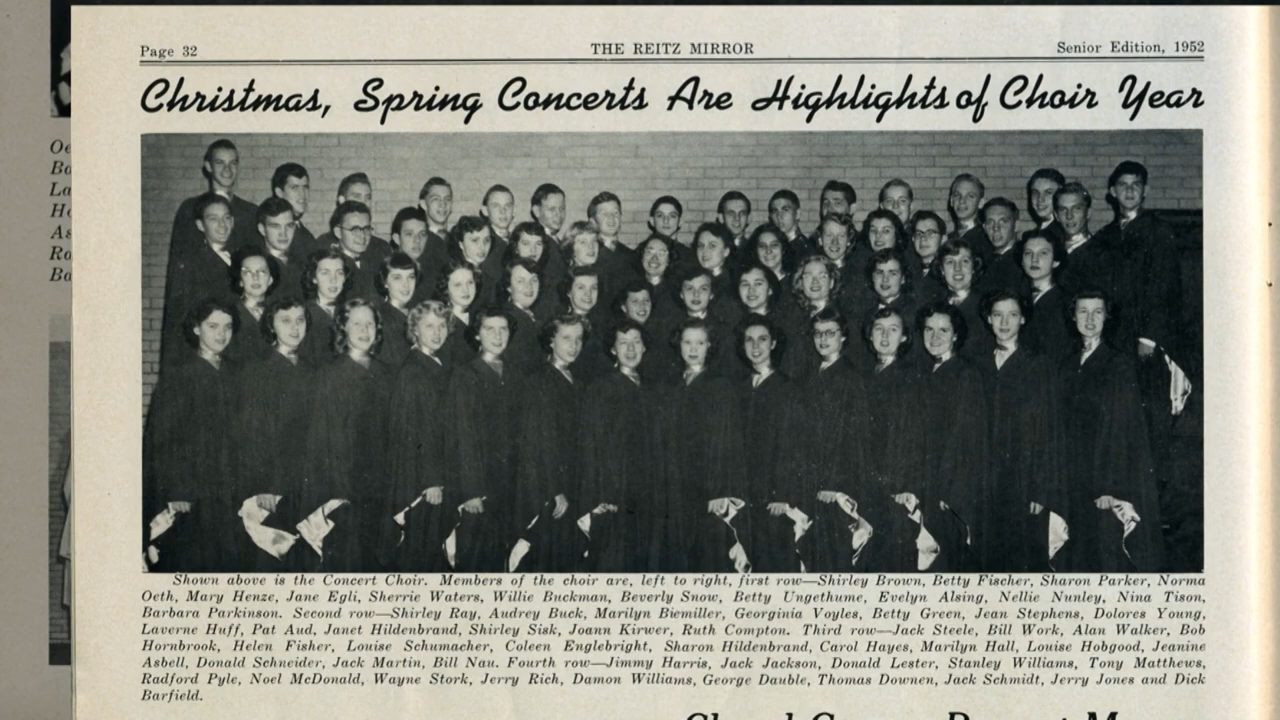 Page 32
THE REITZ MIRROR
Senior Edition, 1952
Christmas, Spring Concerts Are Highlights of Choir Year
Shown above is the Concert Choir. Members of the choir are, left to right, first row—Shirley Brown, Betty Fischer, Sharon Parker, Norma
Oeth, Mary Henze, Jane Egli, Sherrie Waters, Willie Buckman, Beverly Snow, Betty Ungethume, Evelyn Alsing, Nellie Nunley, Nina Tison,
Barbara Parkinson. Second row—Shirley Ray, Audrey Buck, Marilyn Biemiller, Georginia Voyles, Betty Green, Jean Stephens, Dolores Young,
Laverne Huff, Pat Aud, Janet Hildenbrand, Shirley Sisk, Joann Kirwer, Ruth Compton. Third row—Jack Steele, Bill Work, Alan Walker, Bob
Hornbrook, Helen Fisher, Louise Schumacher, Coleen Englebright, Sharon Hildenbrand, Carol Hayes, Marilyn Hall, Louise Hobgood, Jeanine
Asbell, Donald Schneider, Jack Martin, Bill Nau. Fourth row—Jimmy Harris, Jack Jackson, Donald Lester, Stanley Williams, Tony Matthews,
Radford Pyle, Noel McDonald, Wayne Stork, Jerry Rich, Damon Williams, George Dauble, Thomas Downen, Jack Schmidt, Jerry Jones and Dick
Barfield.